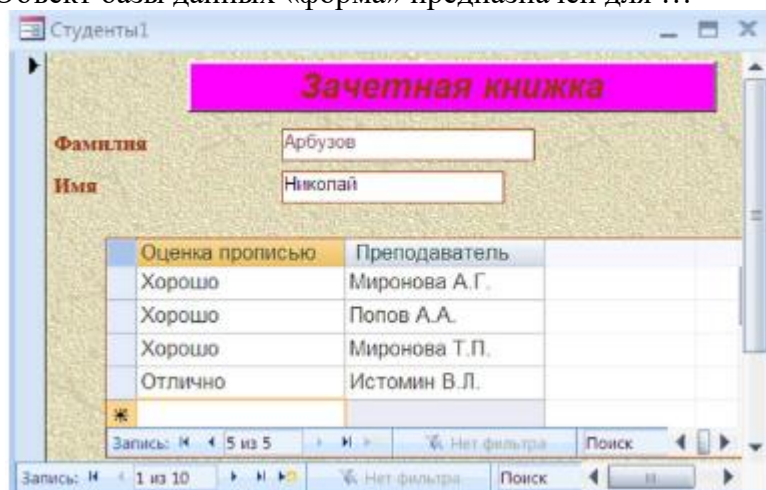 Объект базы данных «форма» предназначен для ...
Студенты1
Зачетная книжка
Фамилия Арбузов
Имя Николай
Оценка прописью Преподаватель
Хорошо Миронова А.Г.
Хорошо Попов А.А.
Хорошо Миронова Т.П.
Отлично Истомин В.Л.
Запись: 5 из 5 Нет фильтра Поиск
Запись: 1 из 10 Нет фильтра Поиск